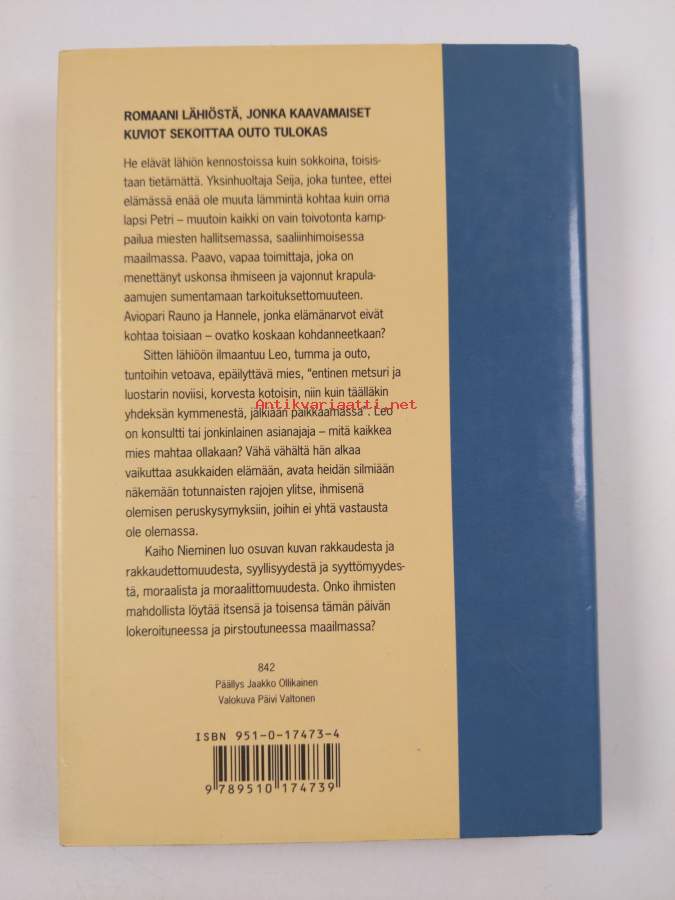 ROMAANI LÄHIÖSTÄ, JONKA KAAVAMAISET
KUVIOT SEKOITTAA OUTO TULOKAS
He elävät lähiön kennostoissa kuin sokkoina, toisis-
taan tietämättä. Yksinhuoltaja Seija, joka tuntee, ettei
elämässä enää ole muuta lämmintä kohtaa kuin oma
lapsi Petri – muutoin kaikki on vain toivotonta kamp-
pailua miesten hallitsemassa, saaliinhimoisessa
maailmassa. Paavo, vapaa toimittaja, joka on
menettänyt uskonsa ihmiseen ja vajonnut krapula-
aamujen sumentamaan tarkoituksettomuuteen.
Aviopari Rauno ja Hannele, jonka elämänarvot eivät
kohtaa toisiaan – ovatko koskaan kohdanneetkaan?
Sitten lähiöön ilmaantuu Leo, tumma ja outo,
tuntoihin vetoava, epäilyttävä mies, "entinen metsuri ja
luostarin noviisi, korvesta kotoisin, niin kuin täälläkin
Antikvariaatti.net
yhdeksän kymmenestä, jälkiään paikkaamassa". Leo
on konsultti tai jonkinlainen asianajaja – mitä kaikkea
mies mahtaa ollakaan? Vähä vähältä hän alkaa
vaikuttaa asukkaiden elämään, avata heidän silmiään
näkemään totunnaisten rajojen ylitse, ihmisenä
olemisen peruskysymyksiin, joihin ei yhtä vastausta
ole olemassa.
Kaiho Nieminen luo osuvan kuvan rakkaudesta ja
rakkaudettomuudesta, syyllisyydestä ja syyttömyydes-
tä, moraalista ja moraalittomuudesta. Onko ihmisten
mahdollista löytää itsensä ja toisensa tämän päivän
lokeroituneessa ja pirstoutuneessa maailmassa?
842
Päällys Jaakko Ollikainen
Valokuva Päivi Valtonen
ISBN 951-0-17473-4
9 789510 174739